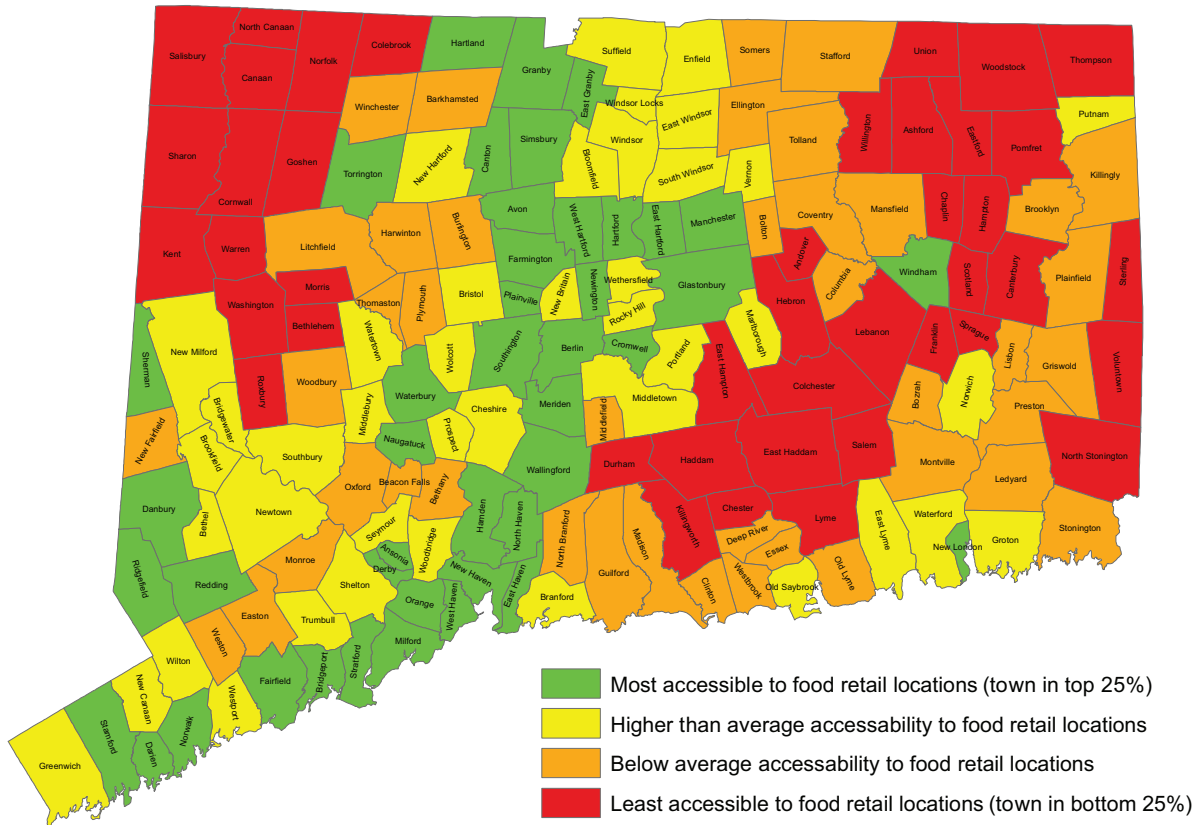 North Canaan
Salisbury
Canaan
Norfolk
Colebrook
Hartland
Granby
East Granby
Suffield
Enfield
Somers
Stafford
Union
Woodstock
Thompson
Winchester
Barkhamsted
Windsor Locks
East Windsor
Ellington
Putnam
Sharon
Cornwall
Goshen
Torrington
New Hartford
Canton
Simsbury
Bloomfield
Windsor
South Windsor
Vernon
Tolland
Willington
Ashford
Eastford
Pomfret
Killingly
Kent
Warren
Litchfield
Harwinton
Burlington
Avon
West Hartford
Hartford
East Hartford
Manchester
Bolton
Coventry
Mansfield
Chaplin
Hampton
Brooklyn
Farmington
Andover
Columbia
Windham
Scotland
Canterbury
Plainfield
Sterling
Washington
Morris
Bethlehem
Thomaston
Plymouth
Bristol
Plainville
New Britain
Newington
Wethersfield
Rocky Hill
Glastonbury
Marlborough
Hebron
Lebanon
Franklin
Sprague
Lisbon
Griswold
Voluntown
Sherman
New Milford
Roxbury
Woodbury
Watertown
Wolcott
Southington
Berlin
Cromwell
Portland
East Hampton
Colchester
Bozrah
Norwich
Preston
New Fairfield
Bridgewater
Brookfield
Southbury
Middlebury
Waterbury
Naugatuck
Prospect
Cheshire
Meriden
Middlefield
Middletown
Durham
Haddam
East Haddam
Salem
Montville
Ledyard
North Stonington
Danbury
Bethel
Newtown
Oxford
Beacon Falls
Bethany
Wallingford
Hamden
North Haven
North Branford
Madison
Killingworth
Chester
Deep River
Essex
Lyme
East Lyme
Waterford
New London
Groton
Stonington
Ridgefield
Redding
Monroe
Seymour
Ansonia
Derby
Woodbridge
New Haven
East Haven
Branford
Guilford
Clinton
Westbrook
Old Saybrook
Old Lyme
Easton
Weston
Trumbull
Shelton
Orange
West Haven
Milford
Wilton
New Canaan
Westport
Fairfield
Bridgeport
Stratford
Greenwich
Stamford
Darien
Norwalk
Most accessible to food retail locations (town in top 25%)
Higher than average accessability to food retail locations
Below average accessability to food retail locations
Least accessible to food retail locations (town in bottom 25%)